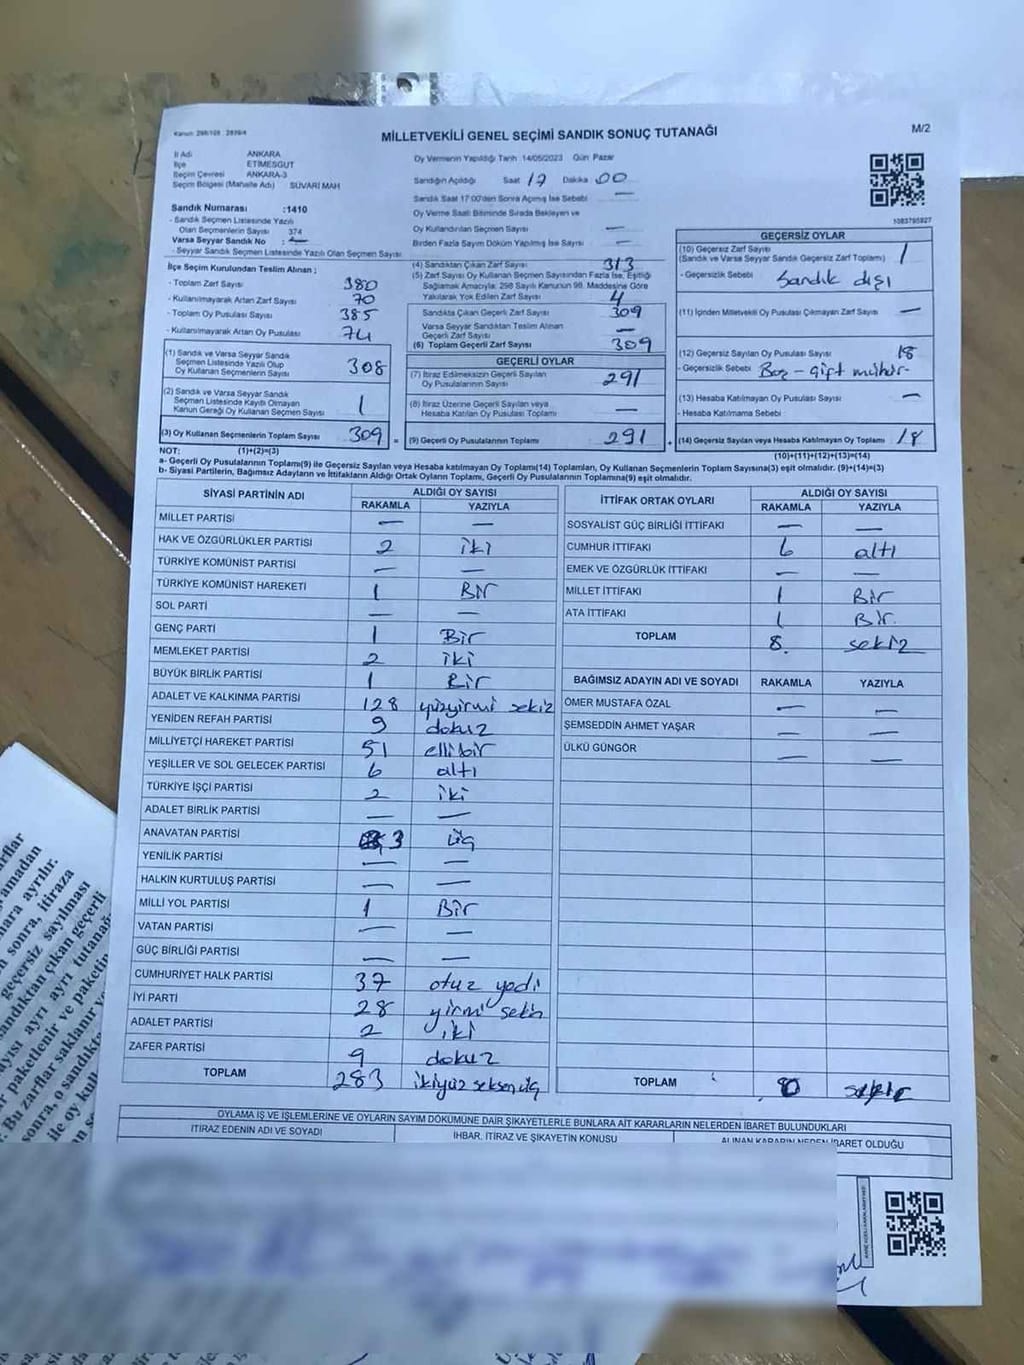 Kanun: 298/105 2839/4
MİLLETVEKİLİ GENEL SEÇİMİ SANDIK SONUÇ TUTANAĞI
M/2
İl Adı ANKARA
İlçe ETİMESGUT
Seçim Çevresi ANKARA-3
Seçim Bölgesi (Mahalle Adı) SÜVARİ MAH
Sandık Numarası :1410
- Sandık Seçmen Listesinde Yazılı
Olan Seçmenlerin Sayısı 374
Varsa Seyyar Sandık No : —
- Seyyar Sandık Seçmen Listesinde Yazılı Olan Seçmen Sayısı
Oy Vermenin Yapıldığı Tarih 14/05/2023 Gün Pazar
Sandığın Açıldığı Saat 17 Dakika 00
Sandık Saat 17:00'den Sonra Açılmış İse Sebebi —
Oy Verme Saati Bitiminde Sırada Bekleyen ve
Oy Kullandırılan Seçmen Sayısı —
Birden Fazla Sayım Döküm Yapılmış İse Sayısı —
1083795927
İlçe Seçim Kurulundan Teslim Alınan ;
- Toplam Zarf Sayısı 380
- Kullanılmayarak Artan Zarf Sayısı 70
- Toplam Oy Pusulası Sayısı 385
- Kullanılmayarak Artan Oy Pusulası 74
(1) Sandık ve Varsa Seyyar Sandık
Seçmen Listesinde Yazılı Olup
Oy Kullanan Seçmenlerin Sayısı 308
(2) Sandık ve Varsa Seyyar Sandık
Seçmen Listesinde Kaydı Olmayan
Kanun Gereği Oy Kullanan Seçmen Sayısı 1
(3) Oy Kullanan Seçmenlerin Toplam Sayısı 309
(1)+(2)=(3)
(4) Sandıktan Çıkan Zarf Sayısı 313
(5) Zarf Sayısı Oy Kullanan Seçmen Sayısından Fazla İse, Eşitliği
Sağlamak Amacıyla; 298 Sayılı Kanunun 98. Maddesine Göre
Yakılarak Yok Edilen Zarf Sayısı 4
Sandıkta Çıkan Geçerli Zarf Sayısı 309
Varsa Seyyar Sandıktan Teslim Alınan
Geçerli Zarf Sayısı —
(6) Toplam Geçerli Zarf Sayısı 309
GEÇERLİ OYLAR
(7) İtiraz Edilmeksizin Geçerli Sayılan
Oy Pusulalarının Sayısı 291
(8) İtiraz Üzerine Geçerli Sayılan veya
Hesaba Katılan Oy Pusulası Toplamı —
= (9) Geçerli Oy Pusulalarının Toplamı 291
GEÇERSİZ OYLAR
(10) Geçersiz Zarf Sayısı 1
(Sandık ve Varsa Seyyar Sandık Geçersiz Zarf Toplamı)
- Geçersizlik Sebebi Sandık dışı
(11) İçinden Milletvekili Oy Pusulası Çıkmayan Zarf Sayısı —
(12) Geçersiz Sayılan Oy Pusulası Sayısı 18
- Geçersizlik Sebebi Boş - çift mühür-
(13) Hesaba Katılmayan Oy Pusulası Sayısı —
- Hesaba Katılmama Sebebi
(14) Geçersiz Sayılan veya Hesaba Katılmayan Oy Toplamı 18
(10)+(11)+(12)+(13)=(14)
NOT:
a- Geçerli Oy Pusulaları Toplamı(9) ile Geçersiz Sayılan veya Hesaba katılmayan Oy Toplamı(14) Toplamları, Oy Kullanan Seçmenlerin Toplam Sayısına(3) eşit olmalıdır. (9)+(14)=(3)
b- Siyasi Partilerin, Bağımsız Adayların ve İttifakların Aldığı Ortak Oyların Toplamı, Geçerli Oy Pusulalarının Toplamına(9) eşit olmalıdır.
SİYASİ PARTİNİN ADI ALDIĞI OY SAYISI
RAKAMLA YAZIYLA
MİLLET PARTİSİ — —
HAK VE ÖZGÜRLÜKLER PARTİSİ 2 iki
TÜRKİYE KOMÜNİST PARTİSİ — —
TÜRKİYE KOMÜNİST HAREKETİ 1 Bir
SOL PARTİ — —
GENÇ PARTİ 1 Bir
MEMLEKET PARTİSİ 2 iki
BÜYÜK BİRLİK PARTİSİ 1 Bir
ADALET VE KALKINMA PARTİSİ 128 yüzyirmi sekiz
YENİDEN REFAH PARTİSİ 9 dokuz
MİLLİYETÇİ HAREKET PARTİSİ 51 ellibir
YEŞİLLER VE SOL GELECEK PARTİSİ 6 altı
TÜRKİYE İŞÇİ PARTİSİ 2 iki
ADALET BİRLİK PARTİSİ — —
ANAVATAN PARTİSİ 3 üç
YENİLİK PARTİSİ — —
HALKIN KURTULUŞ PARTİSİ — —
MİLLİ YOL PARTİSİ 1 Bir
VATAN PARTİSİ — —
GÜÇ BİRLİĞİ PARTİSİ — —
CUMHURİYET HALK PARTİSİ 37 otuz yedi
İYİ PARTİ 28 yirmi sekiz
ADALET PARTİSİ 2 iki
ZAFER PARTİSİ 9 dokuz
TOPLAM 283 ikiyüz seksen üç
İTTİFAK ORTAK OYLARI ALDIĞI OY SAYISI
RAKAMLA YAZIYLA
SOSYALİST GÜÇ BİRLİĞİ İTTİFAKI — —
CUMHUR İTTİFAKI 6 altı
EMEK VE ÖZGÜRLÜK İTTİFAKI — —
MİLLET İTTİFAKI 1 Bir
ATA İTTİFAKI 1 Bir.
TOPLAM 8. sekiz
BAĞIMSIZ ADAYIN ADI VE SOYADI RAKAMLA YAZIYLA
ÖMER MUSTAFA ÖZAL — —
ŞEMSEDDİN AHMET YAŞAR — —
ÜLKÜ GÜNGÖR — —
TOPLAM 8 sekiz
OYLAMA İŞ VE İŞLEMLERİNE VE OYLARIN SAYIM DÖKÜMÜNE DAİR ŞİKAYETLERLE BUNLARA AİT KARARLARIN NELERDEN İBARET BULUNDUKLARI
İTİRAZ EDENİN ADI VE SOYADI
İHBAR, İTİRAZ VE ŞİKAYETİN KONUSU
ALINAN KARARIN NEDEN İBARET OLDUĞU